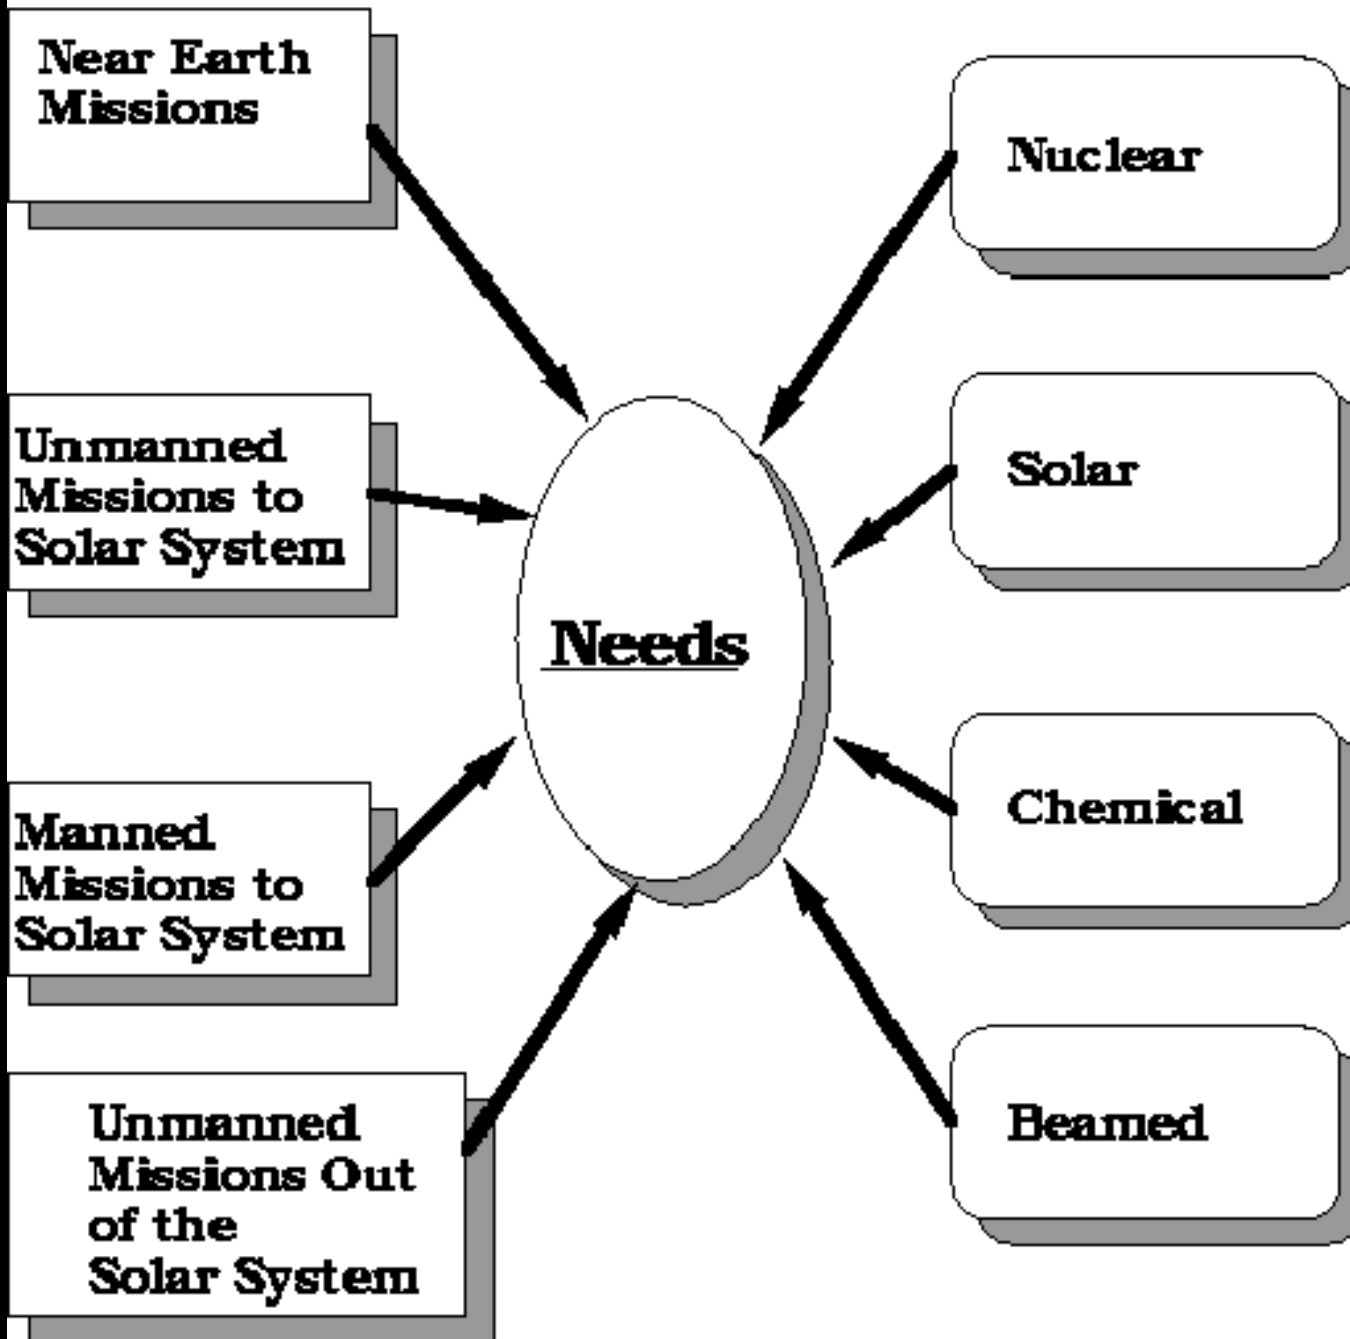 Near Earth
Missions
Unmanned
Missions to
Solar System
Manned
Missions to
Solar System
Unmanned
Missions Out
of the
Solar System
Needs
Nuclear
Solar
Chemical
Beamed